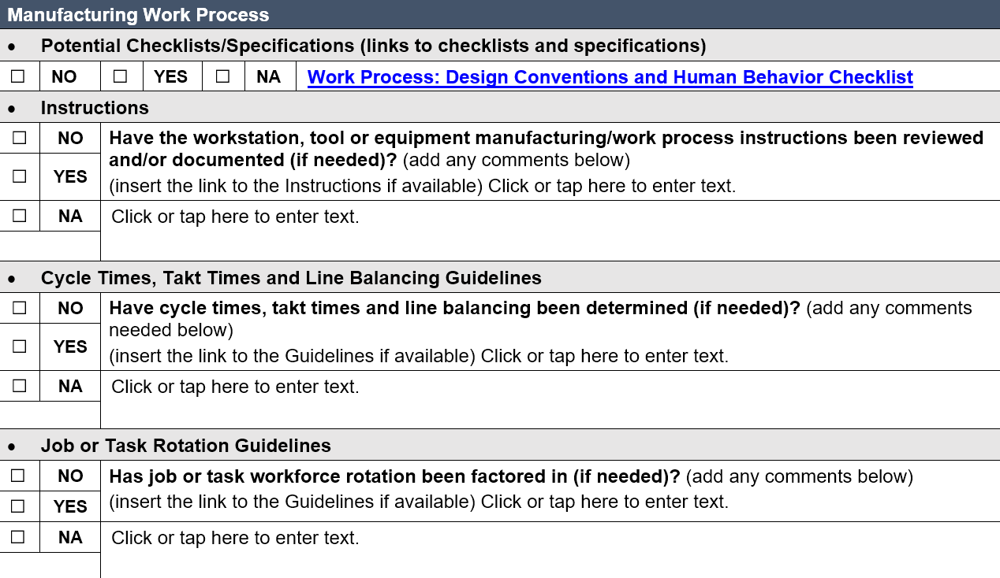 Manufacturing Work Process
• Potential Checklists/Specifications (links to checklists and specifications)
☐ NO ☐ YES ☐ NA Work Process: Design Conventions and Human Behavior Checklist
• Instructions
☐ NO Have the workstation, tool or equipment manufacturing/work process instructions been reviewed
and/or documented (if needed)? (add any comments below)
☐ YES
(insert the link to the Instructions if available) Click or tap here to enter text.
☐ NA Click or tap here to enter text.
• Cycle Times, Takt Times and Line Balancing Guidelines
☐ NO Have cycle times, takt times and line balancing been determined (if needed)? (add any comments
needed below)
☐ YES
(insert the link to the Guidelines if available) Click or tap here to enter text.
☐ NA Click or tap here to enter text.
• Job or Task Rotation Guidelines
☐ NO Has job or task workforce rotation been factored in (if needed)? (add any comments below)
☐ YES (insert the link to the Guidelines if available) Click or tap here to enter text.
☐ NA Click or tap here to enter text.